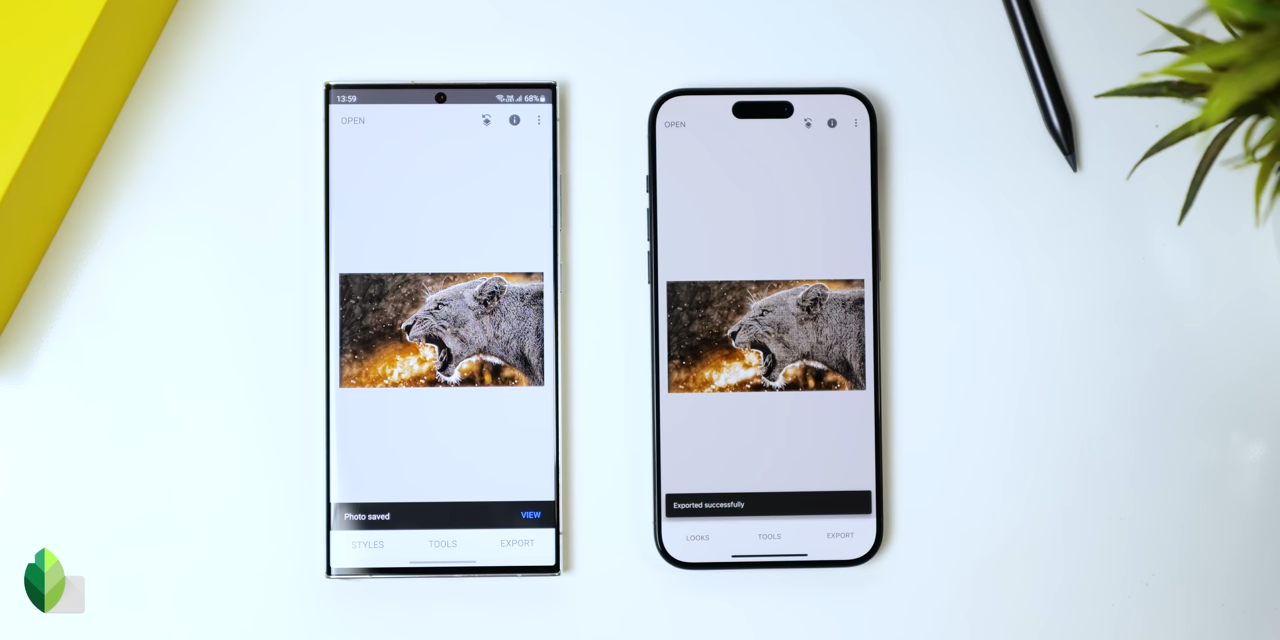 13:59
68%
OPEN
Photo saved VIEW
STYLES TOOLS EXPORT
OPEN
Exported successfully
LOOKS TOOLS EXPORT